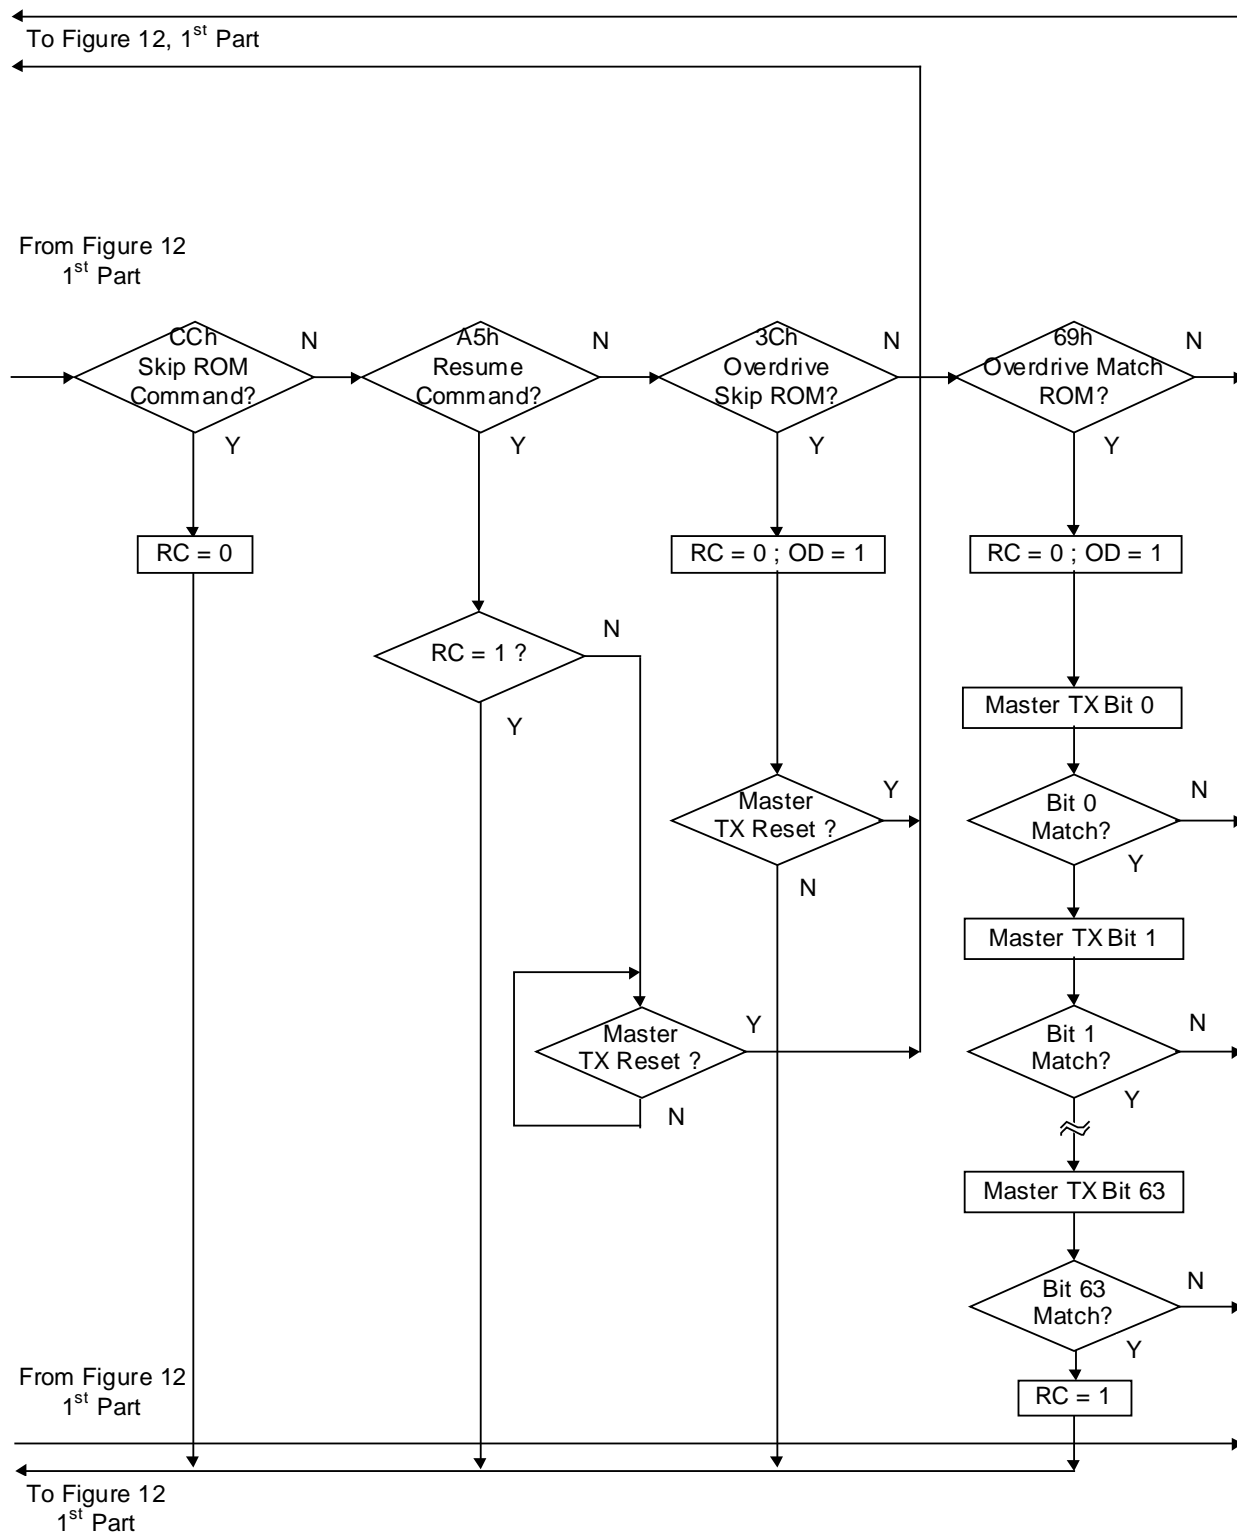 To Figure 12, 1st Part
From Figure 12
1st Part
CCh
Skip ROM
Command?
N
Y
A5h
Resume
Command?
N
Y
3Ch
Overdrive
Skip ROM?
N
Y
69h
Overdrive Match
ROM?
N
Y
RC = 0
RC = 0 ; OD = 1
RC = 0 ; OD = 1
RC = 1 ?
N
Y
Master TX Bit 0
Master
TX Reset ?
Y
N
Bit 0
Match?
N
Y
Master TX Bit 1
Master
TX Reset ?
Y
N
Bit 1
Match?
N
Y
Master TX Bit 63
Bit 63
Match?
N
Y
From Figure 12
1st Part
RC = 1
To Figure 12
1st Part